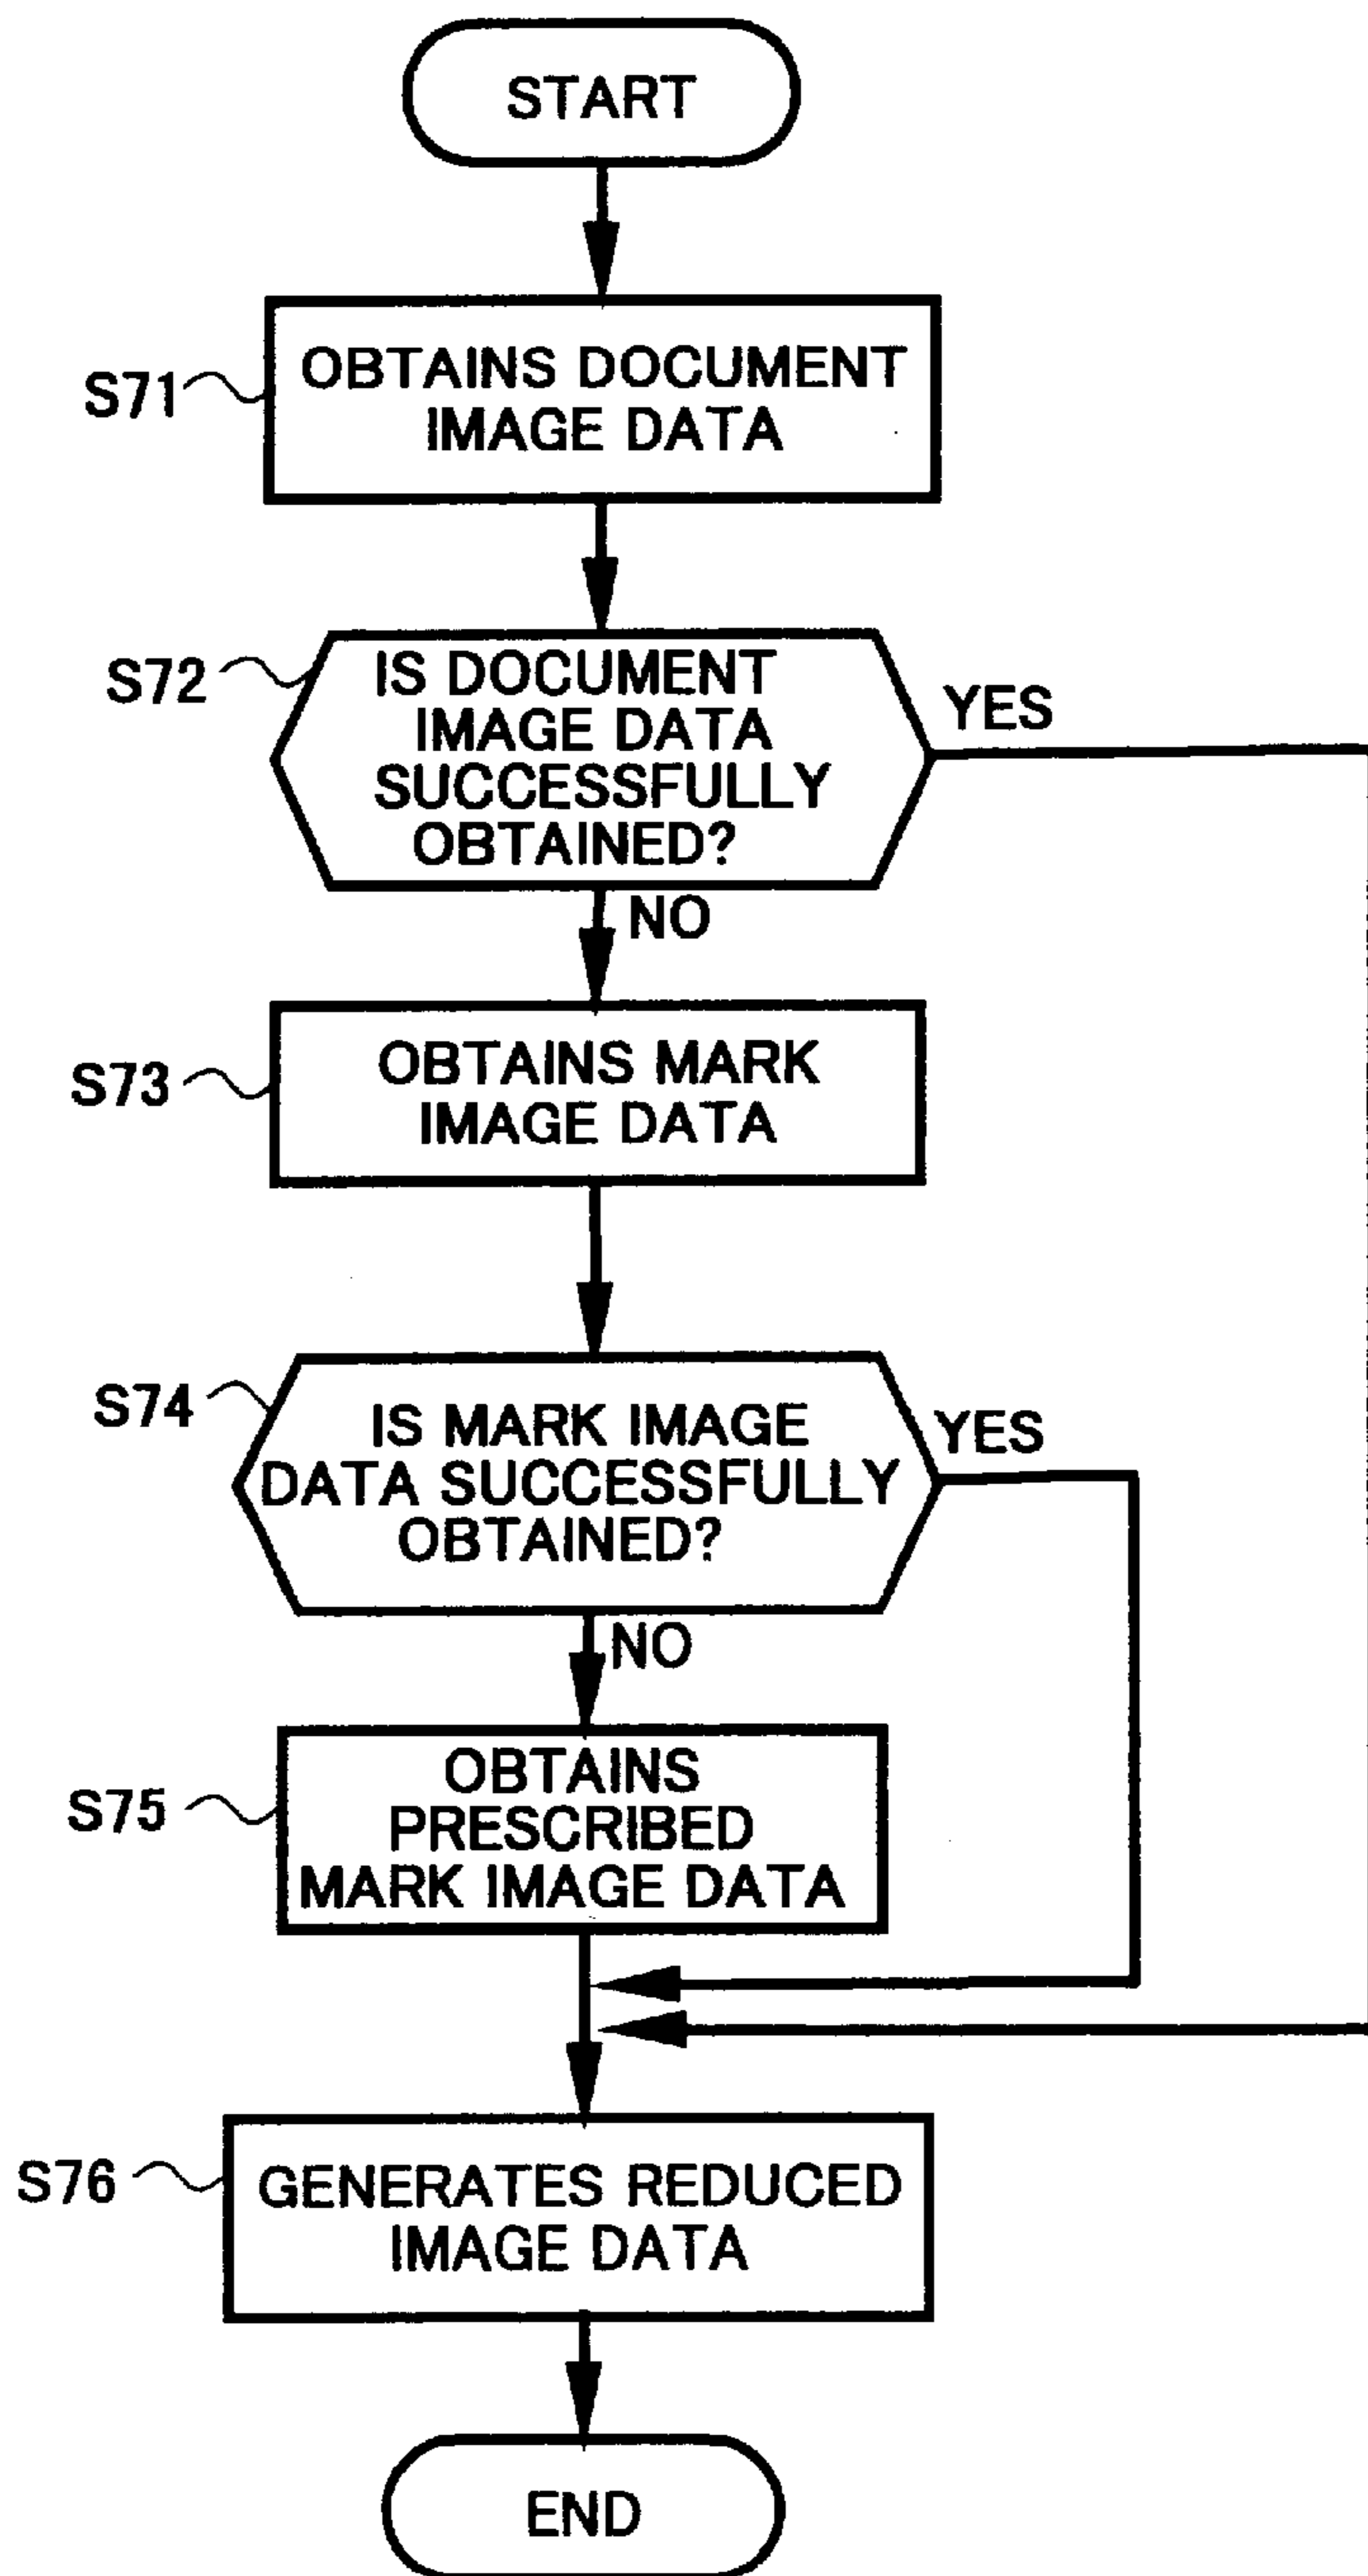 START
S71
OBTAINS DOCUMENT
IMAGE DATA
S72
IS DOCUMENT
IMAGE DATA
SUCCESSFULLY
OBTAINED?
YES
NO
S73
OBTAINS MARK
IMAGE DATA
S74
IS MARK IMAGE
DATA SUCCESSFULLY
OBTAINED?
YES
NO
S75
OBTAINS
PRESCRIBED
MARK IMAGE DATA
S76
GENERATES REDUCED
IMAGE DATA
END